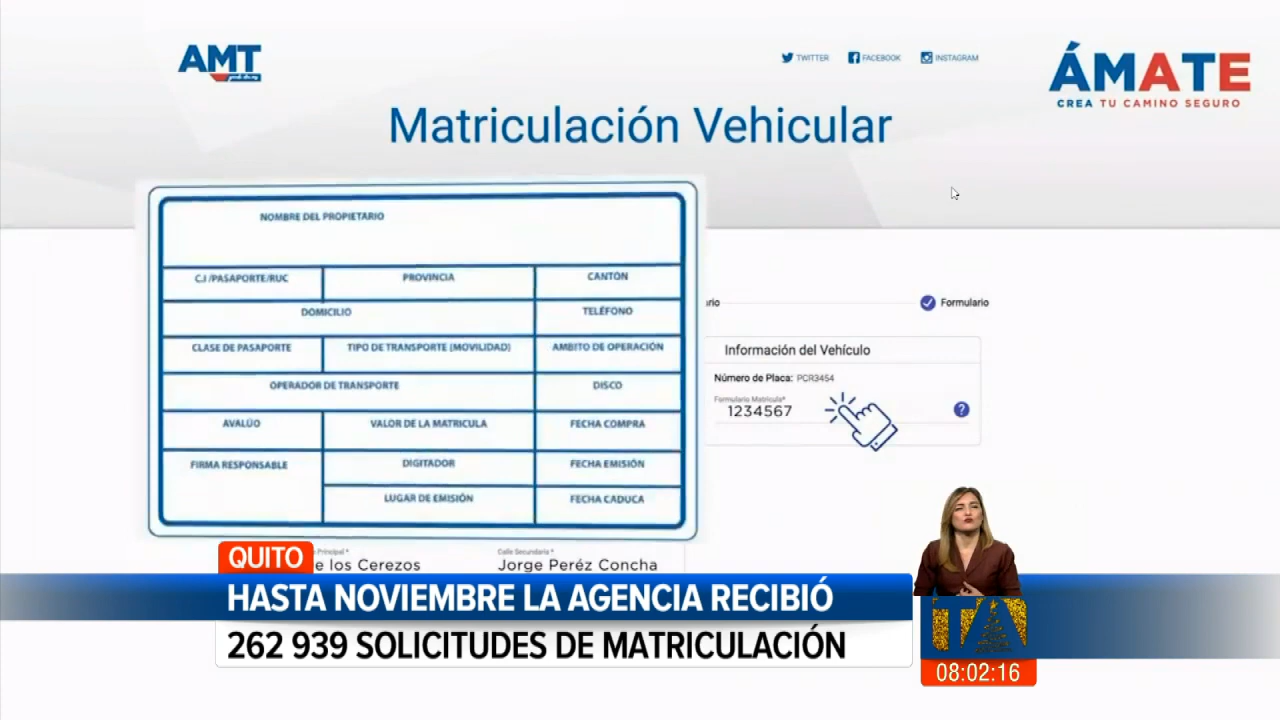 AMT
TWITTER
FACEBOOK
INSTAGRAM
ÁMATE
CREA TU CAMINO SEGURO
Matriculación Vehicular
NOMBRE DEL PROPIETARIO
C.I /PASAPORTE/RUC
PROVINCIA
CANTON
DOMICILIO
TELÉFONO
CLASE DE PASAPORTE
TIPO DE TRANSPORTE (MOVILIDAD)
AMBITO DE OPERACIÓN
OPERADOR DE TRANSPORTE
DISCO
AVALÚO
VALOR DE LA MATRICULA
FECHA COMPRA
FIRMA RESPONSABLE
DIGITADOR
FECHA EMISIÓN
LUGAR DE EMISIÓN
FECHA CADUCA
Formulario
Información del Vehículo
Número de Placa: PCR3454
Formulario Matricula*
1234567
?
Principal *
Calle Secundaria *
e los Cerezos
Jorge Peréz Concha
QUITO
HASTA NOVIEMBRE LA AGENCIA RECIBIÓ
262 939 SOLICITUDES DE MATRICULACIÓN
08:02:16